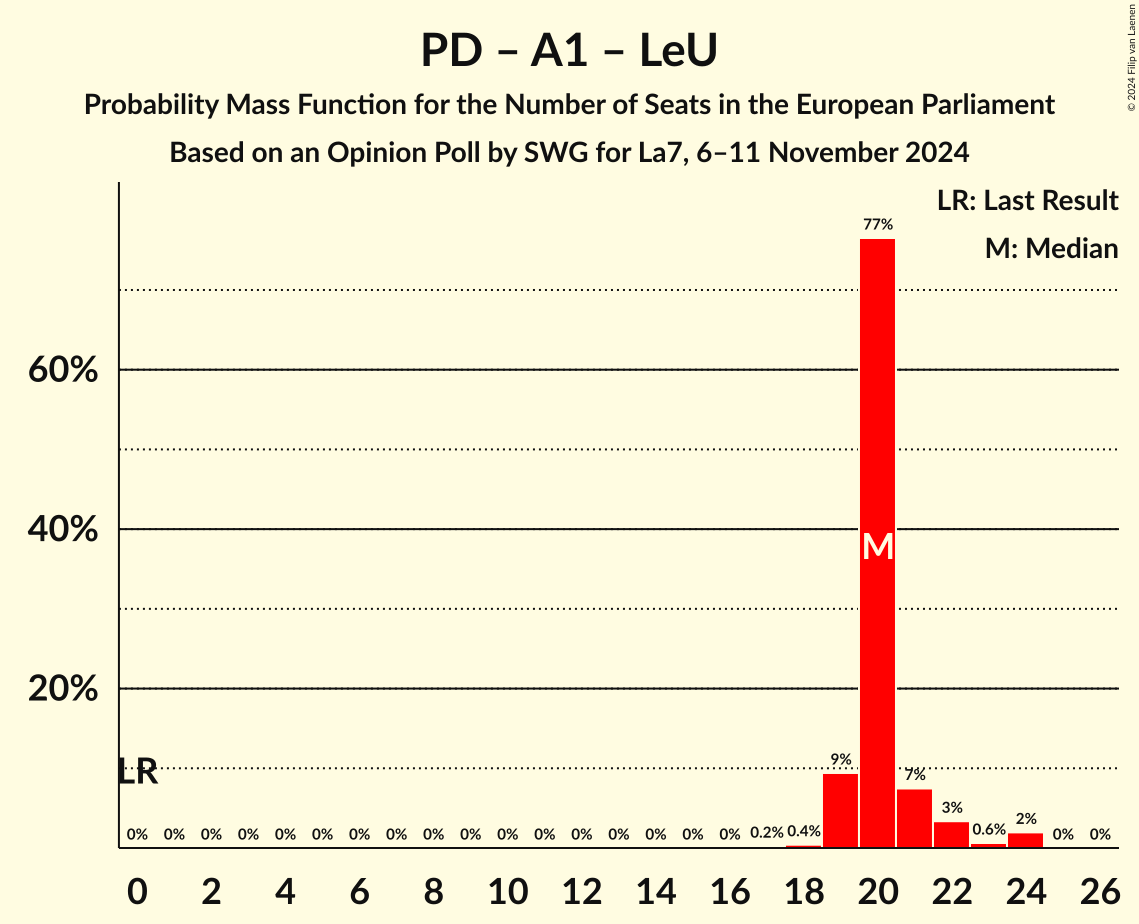 PD – A1 – LeU
Probability Mass Function for the Number of Seats in the European Parliament
Based on an Opinion Poll by SWG for La7, 6–11 November 2024
© 2024 Filip van Laenen
LR: Last Result
M: Median
77%
60%
40%
M
20%
LR
9%
7%
3%
2%
0% 0% 0% 0% 0% 0% 0% 0% 0% 0% 0% 0% 0% 0% 0% 0% 0% 0.2% 0.4% 0.6% 0% 0%
0 2 4 6 8 10 12 14 16 18 20 22 24 26